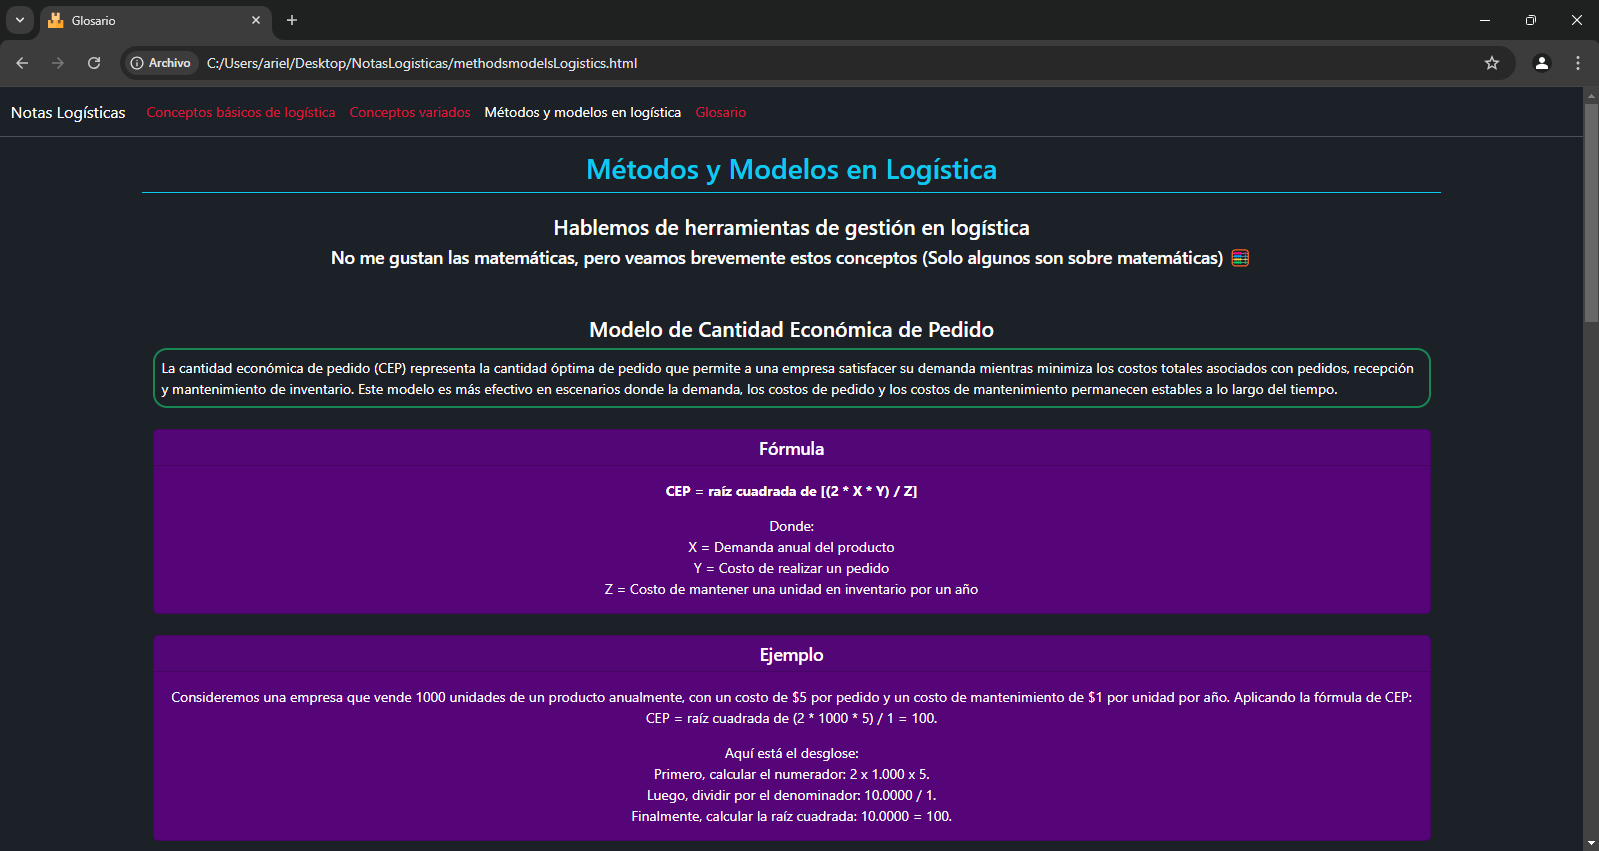 Glosario
Archivo
C:/Users/ariel/Desktop/NotasLogisticas/methodsmodelsLogistics.html
Notas Logísticas Conceptos básicos de logística Conceptos variados Métodos y modelos en logística Glosario
Métodos y Modelos en Logística
Hablemos de herramientas de gestión en logística
No me gustan las matemáticas, pero veamos brevemente estos conceptos (Solo algunos son sobre matemáticas) 🧮
Modelo de Cantidad Económica de Pedido
La cantidad económica de pedido (CEP) representa la cantidad óptima de pedido que permite a una empresa satisfacer su demanda mientras minimiza los costos totales asociados con pedidos, recepción
y mantenimiento de inventario. Este modelo es más efectivo en escenarios donde la demanda, los costos de pedido y los costos de mantenimiento permanecen estables a lo largo del tiempo.
Fórmula
CEP = raíz cuadrada de [(2 * X * Y) / Z]
Donde:
X = Demanda anual del producto
Y = Costo de realizar un pedido
Z = Costo de mantener una unidad en inventario por un año
Ejemplo
Consideremos una empresa que vende 1000 unidades de un producto anualmente, con un costo de $5 por pedido y un costo de mantenimiento de $1 por unidad por año. Aplicando la fórmula de CEP:
CEP = raíz cuadrada de (2 * 1000 * 5) / 1 = 100.
Aquí está el desglose:
Primero, calcular el numerador: 2 x 1.000 x 5.
Luego, dividir por el denominador: 10.0000 / 1.
Finalmente, calcular la raíz cuadrada: 10.0000 = 100.